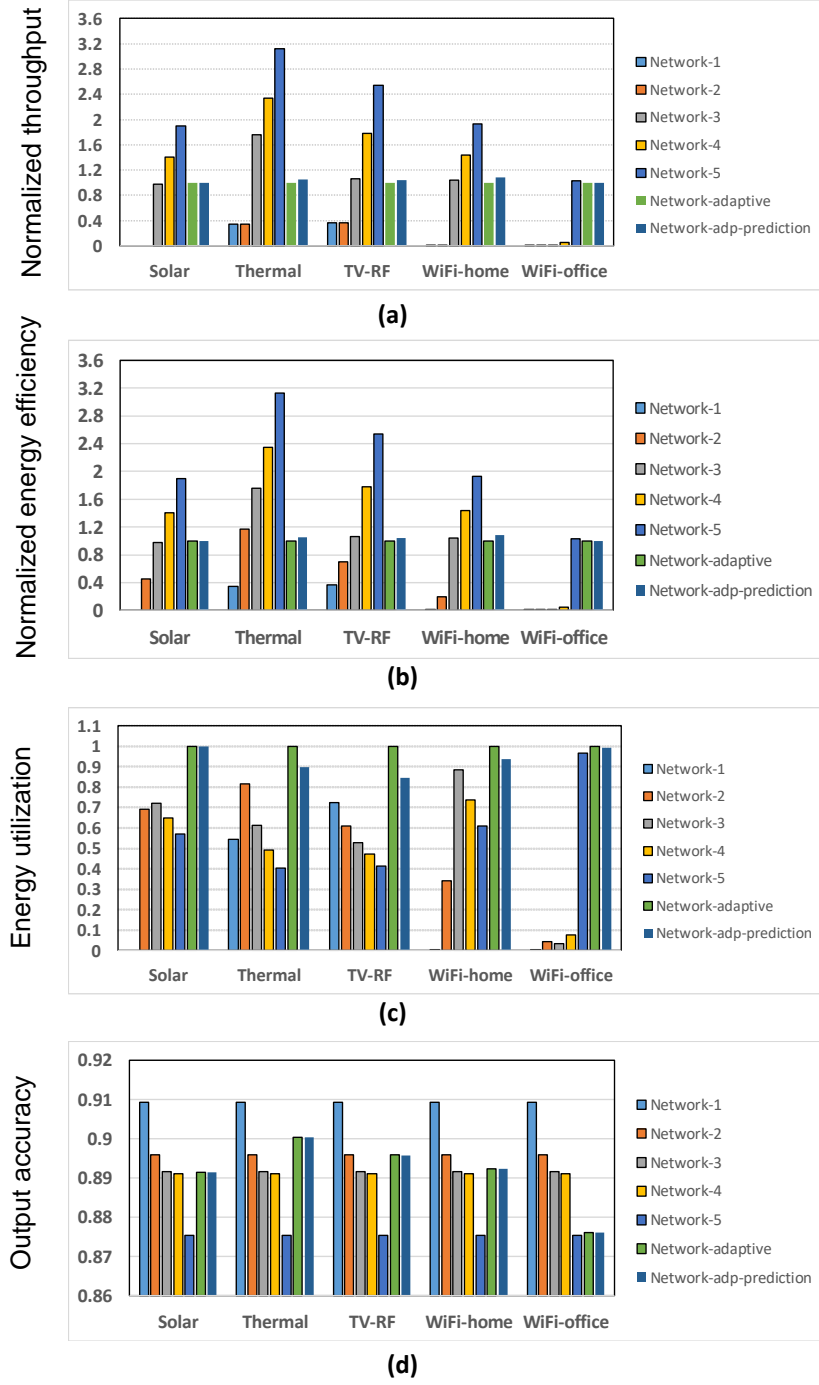 Normalized throughput
3.6
3.2
2.8
2.4
2
1.6
1.2
0.8
0.4
0
Solar Thermal TV-RF WiFi-home WiFi-office
Network-1
Network-2
Network-3
Network-4
Network-5
Network-adaptive
Network-adp-prediction
(a)
Normalized energy efficiency
3.6
3.2
2.8
2.4
2
1.6
1.2
0.8
0.4
0
Solar Thermal TV-RF WiFi-home WiFi-office
Network-1
Network-2
Network-3
Network-4
Network-5
Network-adaptive
Network-adp-prediction
(b)
Energy utilization
1.1
1
0.9
0.8
0.7
0.6
0.5
0.4
0.3
0.2
0.1
0
Solar Thermal TV-RF WiFi-home WiFi-office
Network-1
Network-2
Network-3
Network-4
Network-5
Network-adaptive
Network-adp-prediction
(c)
Output accuracy
0.92
0.91
0.9
0.89
0.88
0.87
0.86
Solar Thermal TV-RF WiFi-home WiFi-office
Network-1
Network-2
Network-3
Network-4
Network-5
Network-adaptive
Network-adp-prediction
(d)